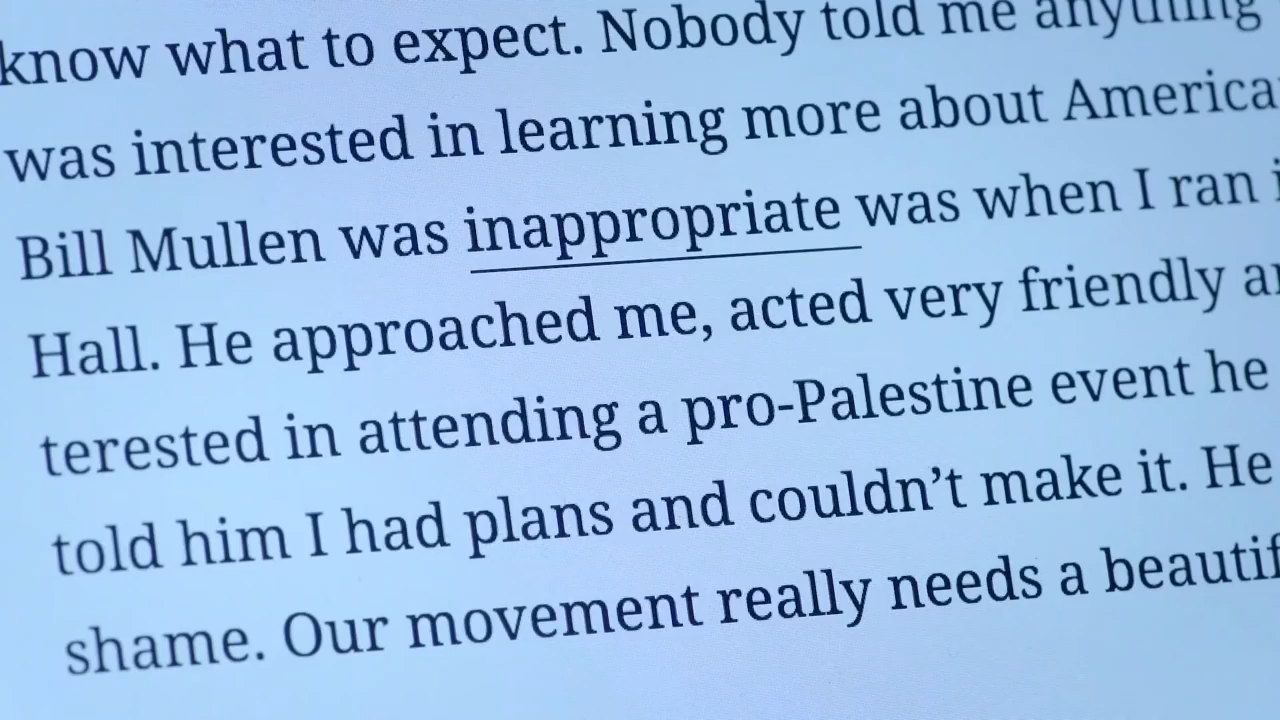 know what to expect. Nobody told me anything
was interested in learning more about America
Bill Mullen was inappropriate was when I ran
Hall. He approached me, acted very friendly
terested in attending a pro-Palestine event he
told him I had plans and couldn’t make it. He
shame. Our movement really needs a